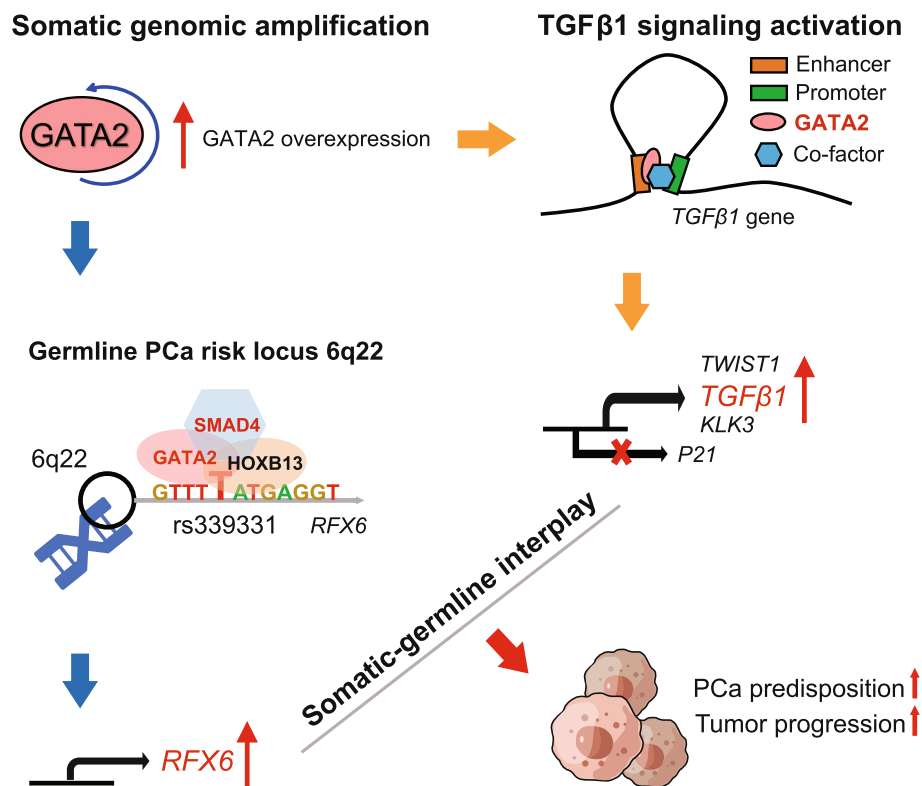 Somatic genomic amplification
GATA2
GATA2 overexpression
TGFβ1 signaling activation
Enhancer
Promoter
GATA2
Co-factor
TGFβ1 gene
Germline PCa risk locus 6q22
SMAD4
GATA2
HOXB13
6q22
GTTTTATGAGGT
rs339331
RFX6
TWIST1
TGFβ1
KLK3
P21
Somatic-germline interplay
RFX6
PCa predisposition
Tumor progression